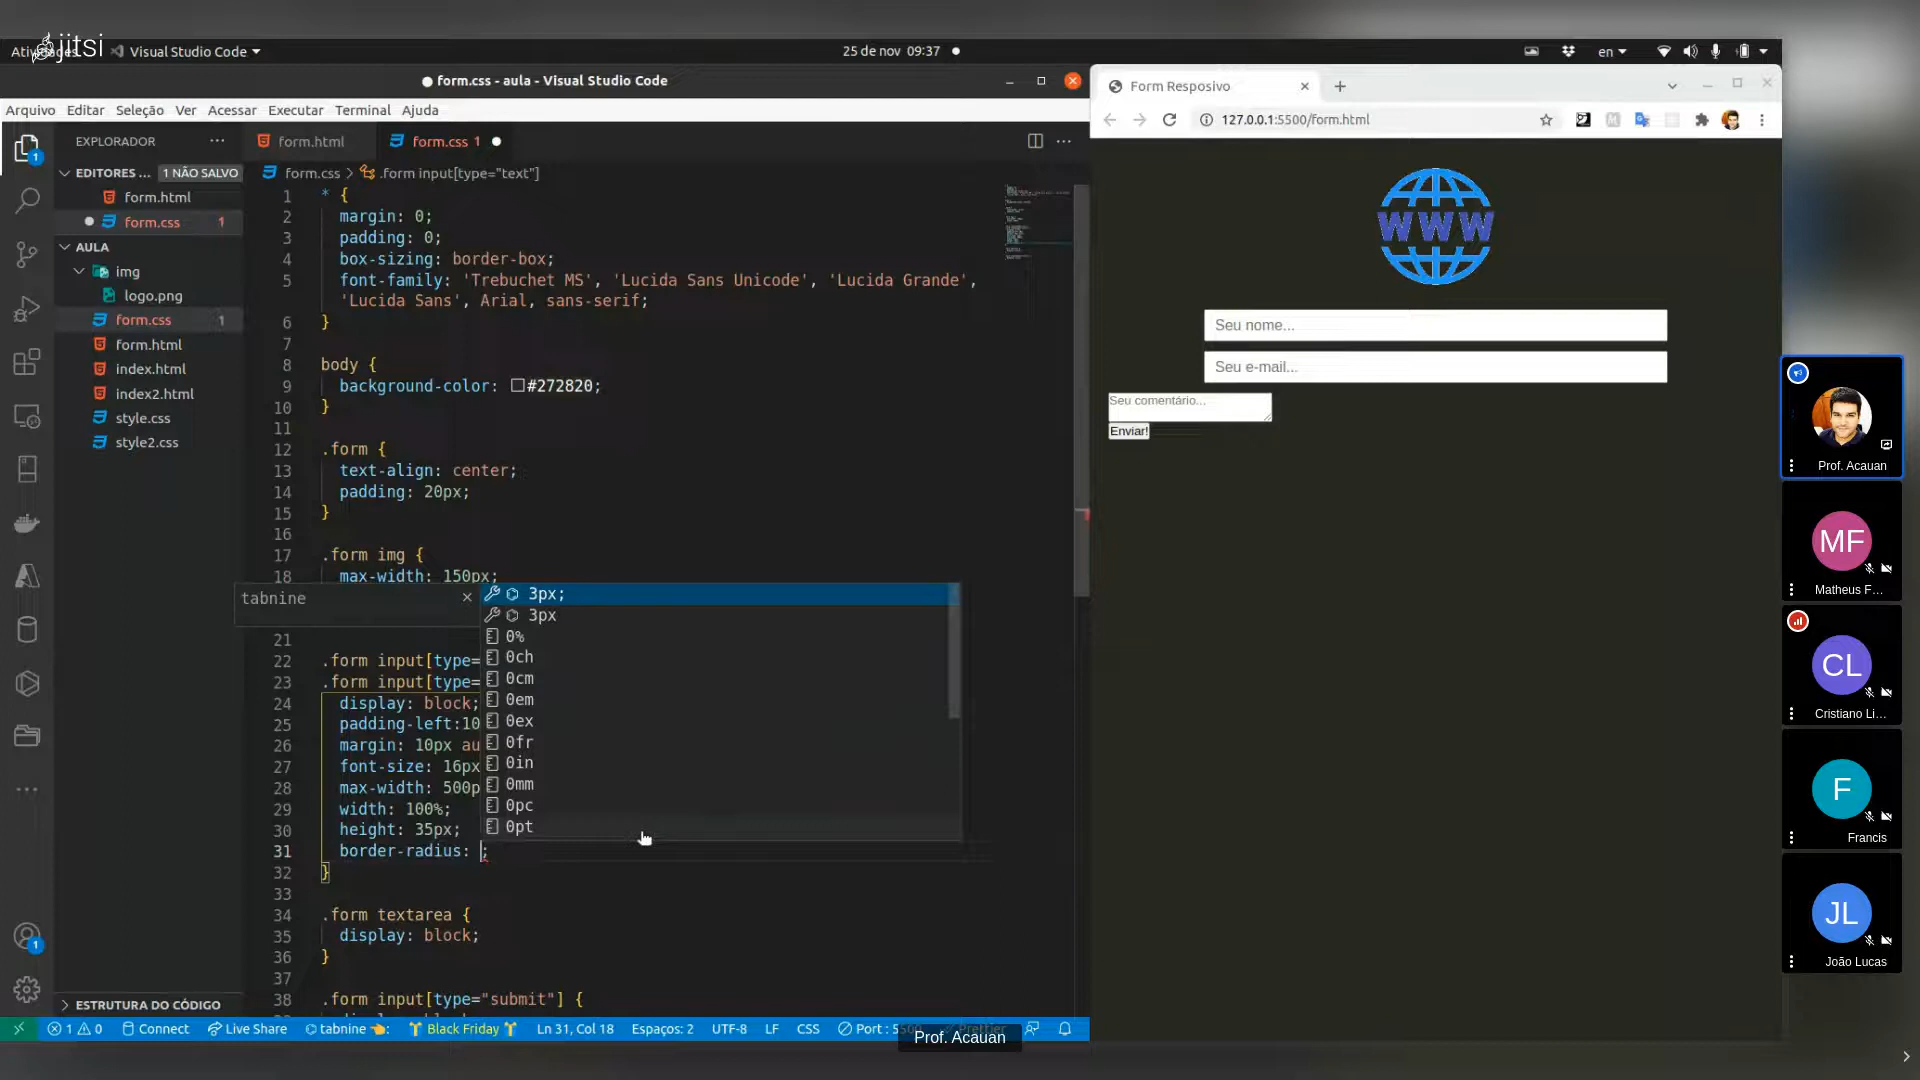 jitsi
Visual Studio Code
25 de nov 09:37
en
form.css - aula - Visual Studio Code
Arquivo Editar Seleção Ver Acessar Executar Terminal Ajuda
EXPLORADOR
EDITORES ... 1 NÃO SALVO
form.html
form.css 1
AULA
img
logo.png
form.css 1
form.html
index.html
index2.html
style.css
style2.css
ESTRUTURA DO CÓDIGO
1
1
form.html form.css 1
form.css > .form input[type="text"]
1 * {
2 margin: 0;
3 padding: 0;
4 box-sizing: border-box;
5 font-family: 'Trebuchet MS', 'Lucida Sans Unicode', 'Lucida Grande',
'Lucida Sans', Arial, sans-serif;
6 }
7
8 body {
9 background-color: #272820;
10 }
11
12 .form {
13 text-align: center;
14 padding: 20px;
15 }
16
17 .form img {
18 max-width: 150px;
21
22 .form input[type=
23 .form input[type=
24 display: block;
25 padding-left:10
26 margin: 10px au
27 font-size: 16px
28 max-width: 500p
29 width: 100%;
30 height: 35px;
31 border-radius: ;
32 }
33
34 .form textarea {
35 display: block;
36 }
37
38 .form input[type="submit"] {
tabnine
3px;
3px
0%
0ch
0cm
0em
0ex
0fr
0in
0mm
0pc
0pt
1 0 Connect Live Share tabnine Black Friday Ln 31, Col 18 Espaços: 2 UTF-8 LF CSS Port : 5500 Prettier
Form Resposivo
127.0.0.1:5500/form.html
WWW
Seu nome...
Seu e-mail...
Seu comentário...
Enviar!
Prof. Acauan
MF
Matheus F...
CL
Cristiano Li...
F
Francis
JL
João Lucas
Prof. Acauan